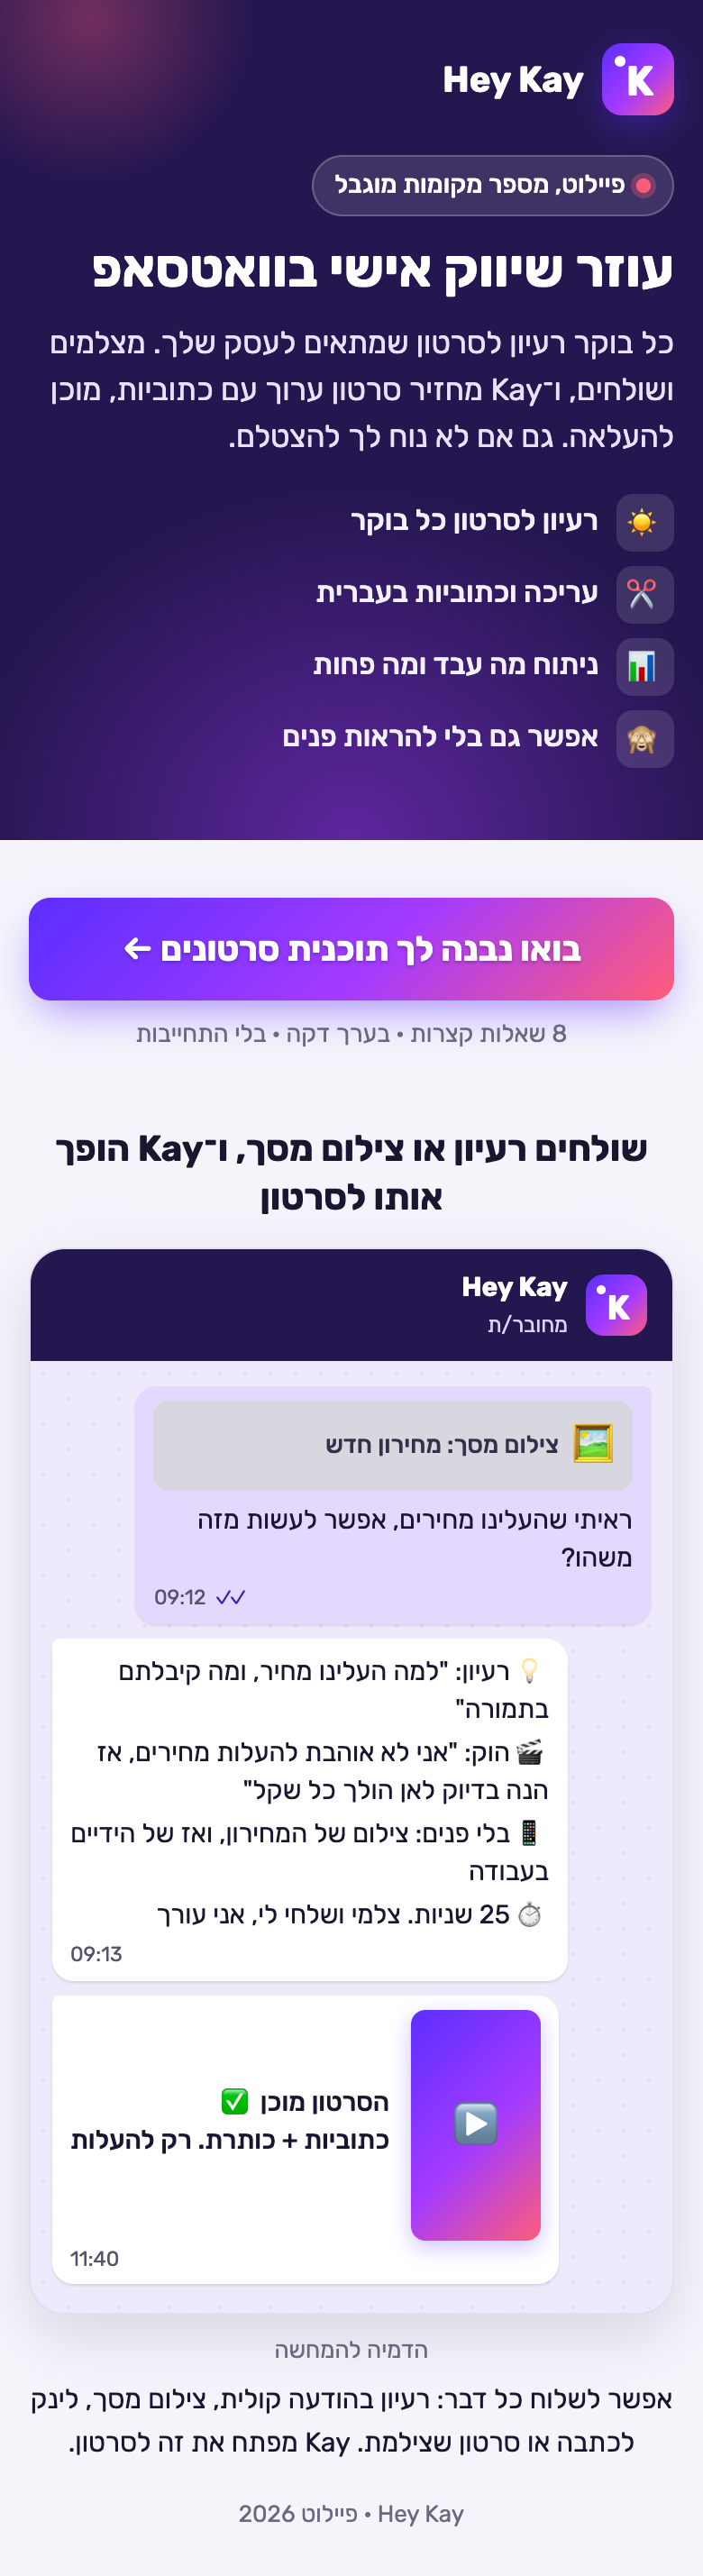 Hey Kay
פיילוט, מספר מקומות מוגבל
עוזר שיווק אישי בוואטסאפ
כל בוקר רעיון לסרטון שמתאים לעסק שלך. מצלמים
ושולחים, ו־Kay מחזיר סרטון ערוך עם כתוביות, מוכן
להעלאה. גם אם לא נוח לך להצטלם.
רעיון לסרטון כל בוקר
עריכה וכתוביות בעברית
ניתוח מה עבד ומה פחות
אפשר גם בלי להראות פנים
בואו נבנה לך תוכנית סרטונים ←
8 שאלות קצרות • בערך דקה • בלי התחייבות
שולחים רעיון או צילום מסך, ו־Kay הופך
אותו לסרטון
Hey Kay
מחובר/ת
צילום מסך: מחירון חדש
ראיתי שהעלינו מחירים, אפשר לעשות מזה
משהו?
09:12 ✓✓
💡 רעיון: "למה העלינו מחיר, ומה קיבלתם
בתמורה"
🎬 הוק: "אני לא אוהבת להעלות מחירים, אז
הנה בדיוק לאן הולך כל שקל"
📱 בלי פנים: צילום של המחירון, ואז של הידיים
בעבודה
⏱️ 25 שניות. צלמי ושלחי לי, אני עורך
09:13
הסרטון מוכן ✅
כתוביות + כותרת. רק להעלות
11:40
הדמיה להמחשה
אפשר לשלוח כל דבר: רעיון בהודעה קולית, צילום מסך, לינק
לכתבה או סרטון שצילמת. Kay מפתח את זה לסרטון.
Hey Kay • פיילוט 2026